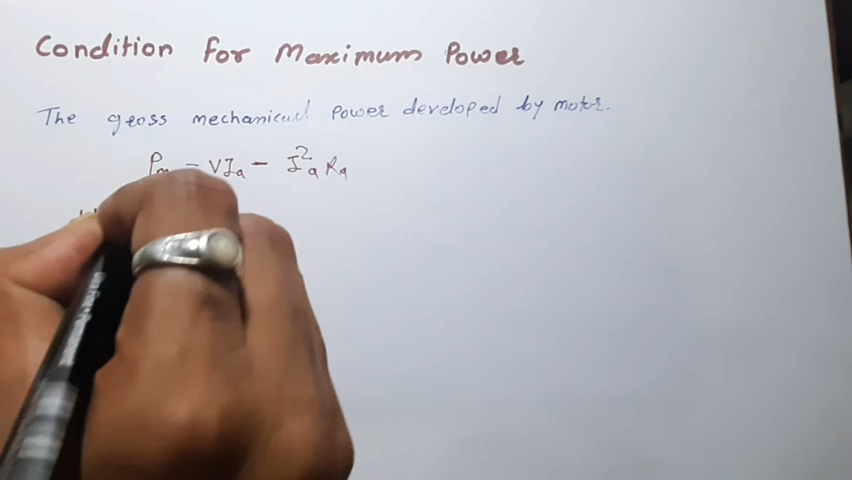 Condition for Maximum Power
The gross mechanical Power developed by motor.
Pm = VIa - I²a Ra